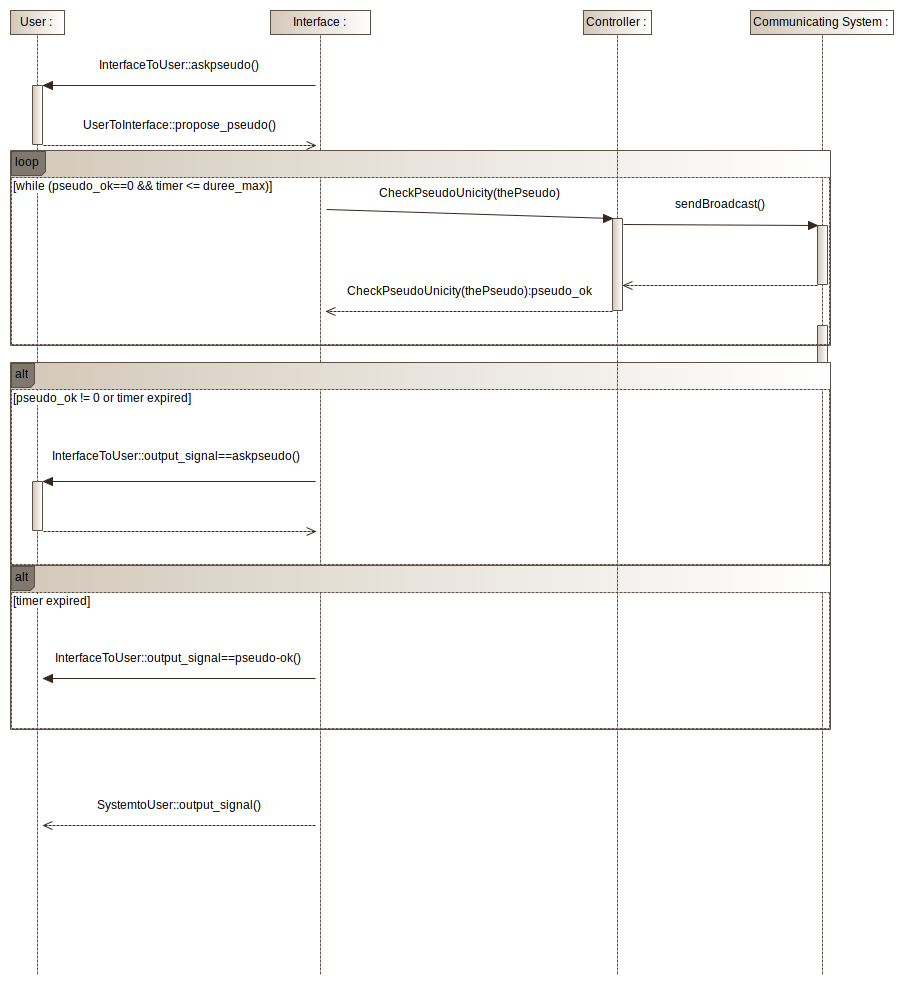 User :
Interface :
Controller :
Communicating System :
InterfaceToUser::askpseudo()
UserToInterface::propose_pseudo()
loop
[while (pseudo_ok==0 && timer <= duree_max)]
CheckPseudoUnicity(thePseudo)
sendBroadcast()
CheckPseudoUnicity(thePseudo):pseudo_ok
alt
[pseudo_ok != 0 or timer expired]
InterfaceToUser::output_signal==askpseudo()
alt
[timer expired]
InterfaceToUser::output_signal==pseudo-ok()
SystemtoUser::output_signal()